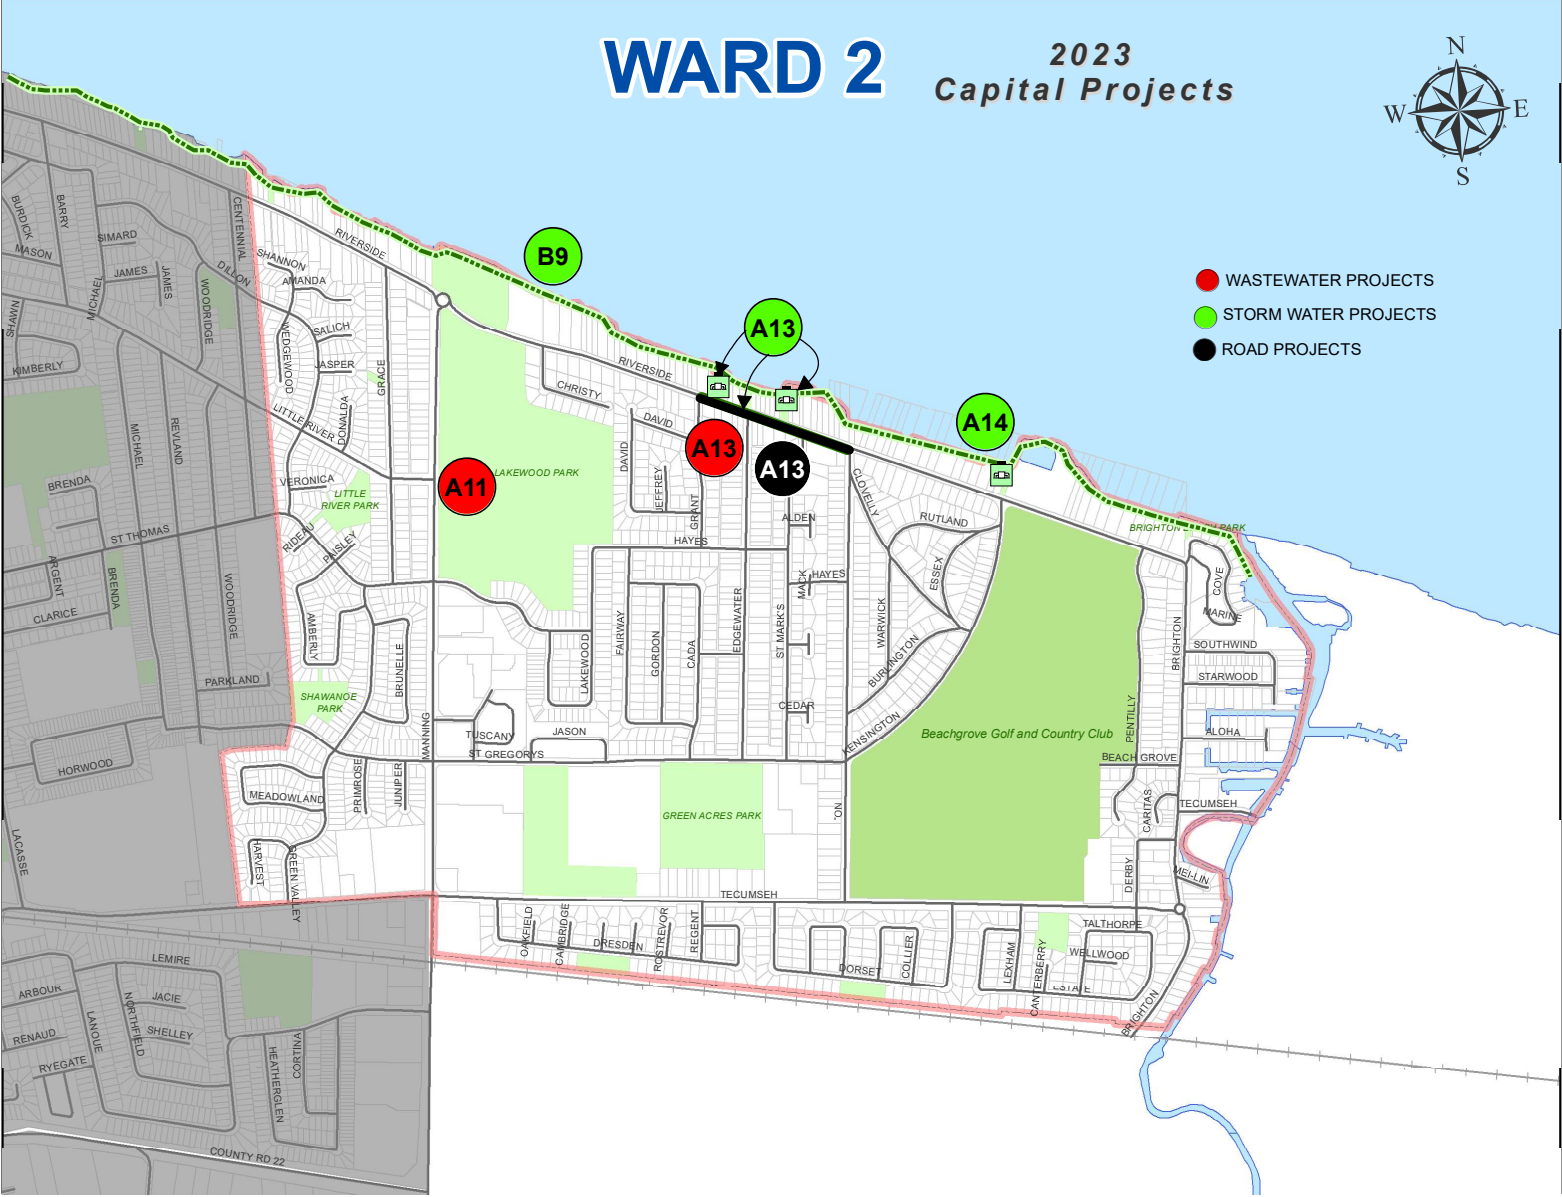 WARD 2
2023
Capital Projects
N
W
E
S
WASTEWATER PROJECTS
STORM WATER PROJECTS
ROAD PROJECTS
B9
A13
A14
A13
A13
A11
BURDICK
BARRY
MASON
SIMARD
JAMES
JAMES
MICHAEL
SHAWN
KIMBERLY
WOODRIDGE
CENTENNIAL
DILLON
SHANNON
AMANDA
RIVERSIDE
WEDGEWOOD
SALICH
JASPER
GRACE
DONALDA
LITTLE RIVER
MICHAEL
REVLAND
BRENDA
VERONICA
LITTLE
RIVER PARK
RIDEAU
PAISLEY
ST THOMAS
ARGENT
BRENDA
CLARICE
WOODRIDGE
PARKLAND
HORWOOD
AMBERLY
SHAWANOE
PARK
BRUNELLE
MANNING
MEADOWLAND
PRIMROSE
JUNIPER
HARVEST
GREEN VALLEY
LACASSE
RIVERSIDE
CHRISTY
DAVID
DAVID
JEFFREY
GRANT
LAKEWOOD PARK
HAYES
ALDEN
HAYES
MACK
FAIRWAY
GORDON
CADA
EDGEWATER
ST MARK'S
LAKEWOOD
CEDAR
TUSCANY
JASON
ST GREGORYS
GREEN ACRES PARK
NO.
CLOVELLY
RUTLAND
ESSEX
WARWICK
BURLINGTON
KENSINGTON
Beachgrove Golf and Country Club
PENTILLY
BEACH GROVE
BRIGHTON
COVE
MARINE
SOUTHWIND
STARWOOD
ALOHA
TECUMSEH
CARITAS
DERBY
MEI-LIN
TECUMSEH
OAKFIELD
CAMBRIDGE
DRESDEN
ROSTREVOR
REGENT
DORSET
COLLIER
LEXHAM
CANTERBERRY
TALTHORPE
WELLWOOD
ESTATE
BRIGHTON
LEMIRE
ARBOUR
JACIE
NORTHFIELD
SHELLEY
LANOUE
RENAUD
RYEGATE
HEATHERGLEN
CORTINA
COUNTY RD 22